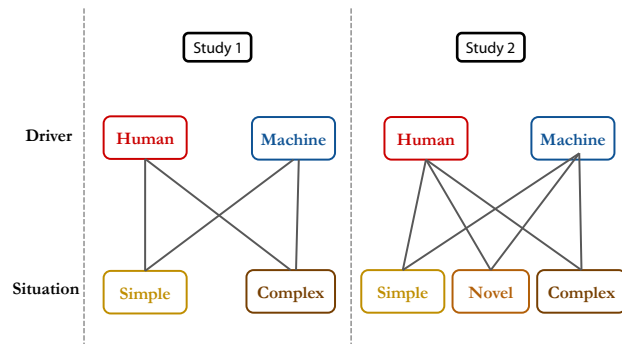 Study 1
Study 2
Driver
Human
Machine
Human
Machine
Situation
Simple
Complex
Simple
Novel
Complex